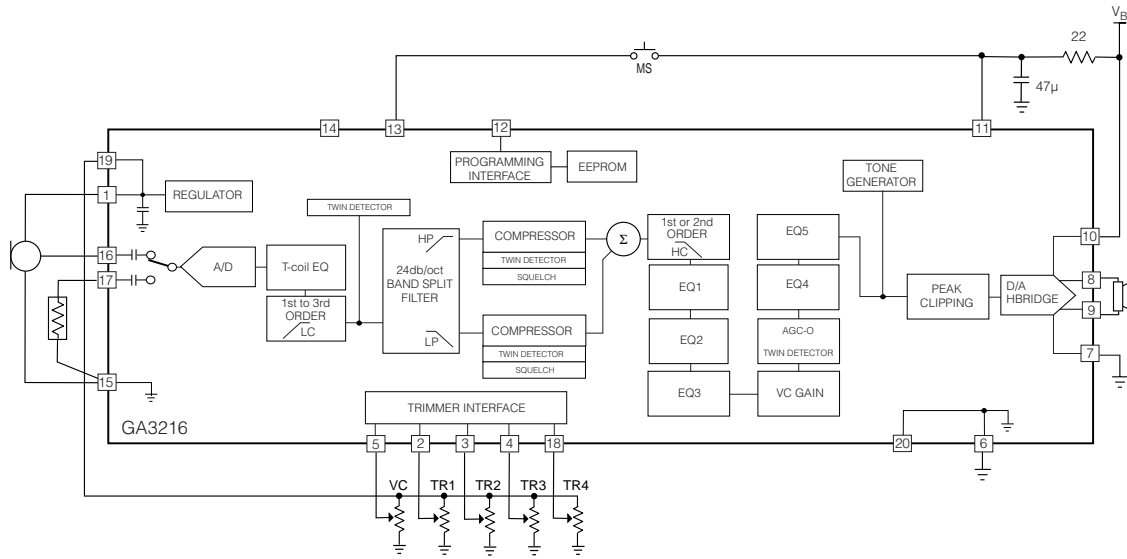 VB
22
47µ
MS
14
13
12
11
19
PROGRAMMING
INTERFACE
EEPROM
TONE
GENERATOR
1
REGULATOR
TWIN DETECTOR
16
A/D
T-coil EQ
17
1st to 3rd
ORDER
LC
HP
24db/oct
BAND SPLIT
FILTER
LP
COMPRESSOR
TWIN DETECTOR
SQUELCH
COMPRESSOR
TWIN DETECTOR
SQUELCH
Σ
1st or 2nd
ORDER
HC
EQ1
EQ2
EQ3
EQ5
EQ4
AGC-O
TWIN DETECTOR
VC GAIN
PEAK
CLIPPING
D/A
HBRIDGE
10
8
9
7
15
TRIMMER INTERFACE
GA3216
5
2
3
4
18
20
6
VC
TR1
TR2
TR3
TR4